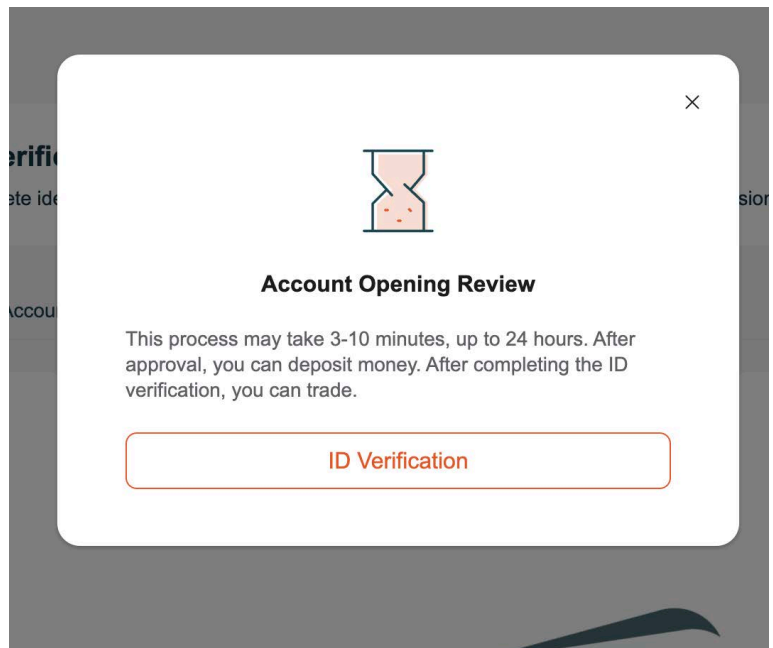 Account Opening Review
This process may take 3-10 minutes, up to 24 hours. After
approval, you can deposit money. After completing the ID
verification, you can trade.
ID Verification